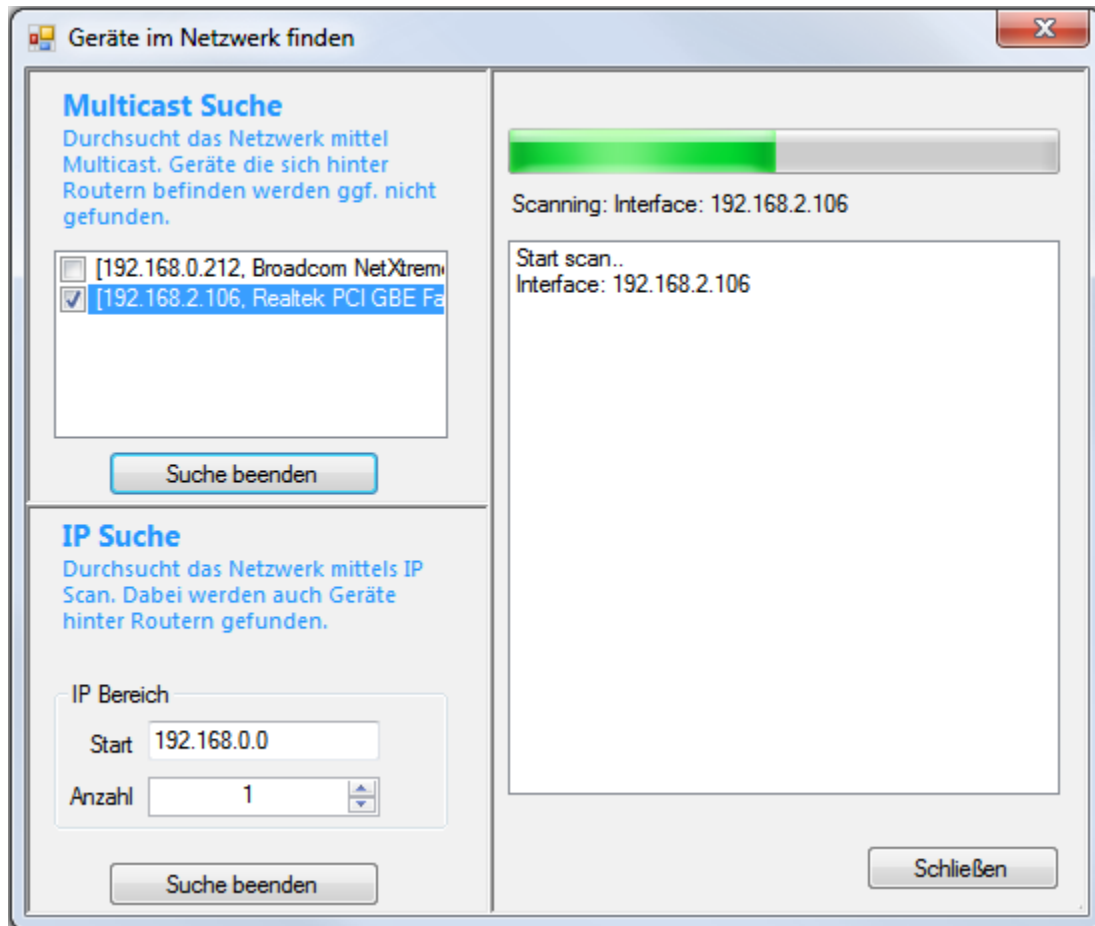 Geräte im Netzwerk finden
Multicast Suche
Durchsucht das Netzwerk mittel
Multicast. Geräte die sich hinter
Routern befinden werden ggf. nicht
gefunden.
[192.168.0.212, Broadcom NetXtreme
[192.168.2.106, Realtek PCI GBE Fa
Suche beenden
IP Suche
Durchsucht das Netzwerk mittels IP
Scan. Dabei werden auch Geräte
hinter Routern gefunden.
IP Bereich
Start 192.168.0.0
Anzahl 1
Suche beenden
Scanning: Interface: 192.168.2.106
Start scan..
Interface: 192.168.2.106
Schließen